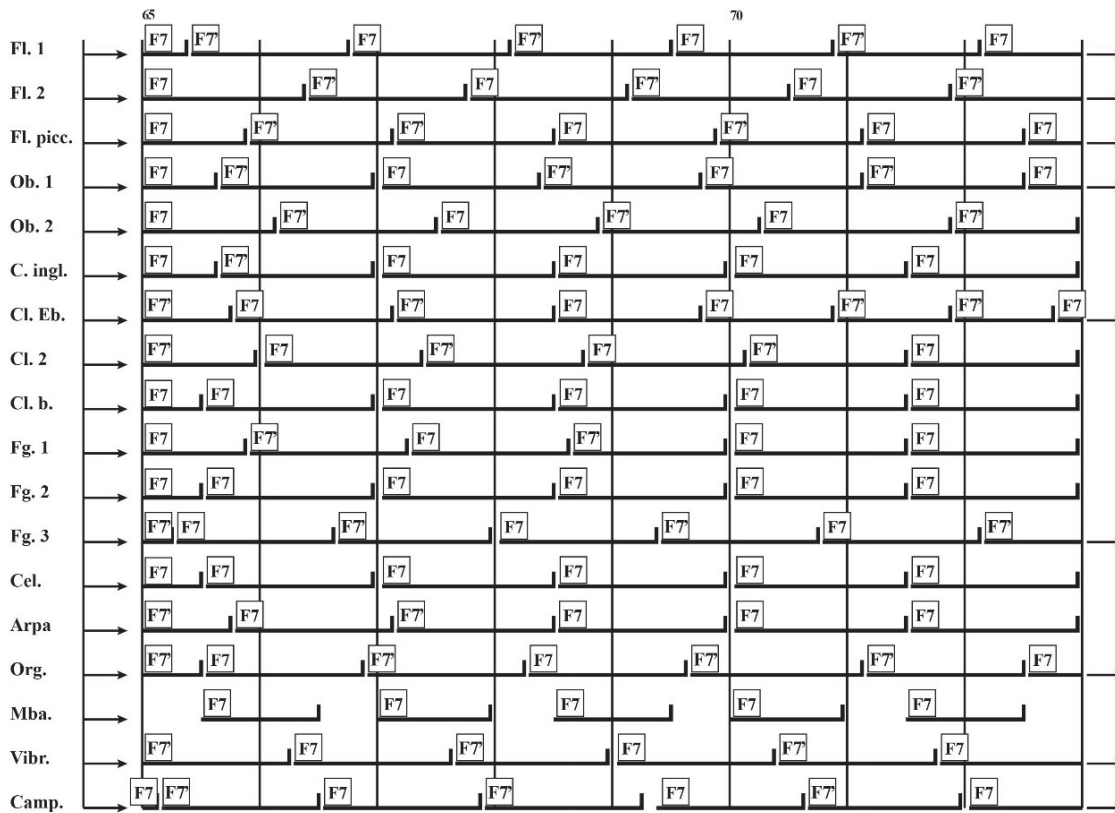 65 70
Fl. 1 F7 F7' F7 F7' F7 F7' F7
Fl. 2 F7 F7' F7 F7' F7 F7'
Fl. picc. F7 F7' F7' F7 F7' F7 F7
Ob. 1 F7 F7' F7 F7' F7 F7' F7
Ob. 2 F7 F7' F7 F7' F7 F7'
C. ingl. F7 F7' F7 F7 F7 F7
Cl. Eb. F7' F7 F7' F7 F7 F7' F7' F7
Cl. 2 F7' F7 F7' F7 F7' F7
Cl. b. F7 F7 F7 F7 F7 F7
Fg. 1 F7 F7' F7 F7' F7 F7
Fg. 2 F7 F7 F7 F7 F7 F7
Fg. 3 F7' F7 F7' F7 F7' F7 F7'
Cel. F7' F7 F7 F7 F7 F7
Arpa F7' F7 F7' F7 F7 F7
Org. F7' F7 F7' F7 F7' F7' F7
Mba. F7 F7 F7 F7 F7
Vibr. F7' F7 F7' F7 F7' F7
Camp. F7 F7' F7 F7' F7 F7' F7